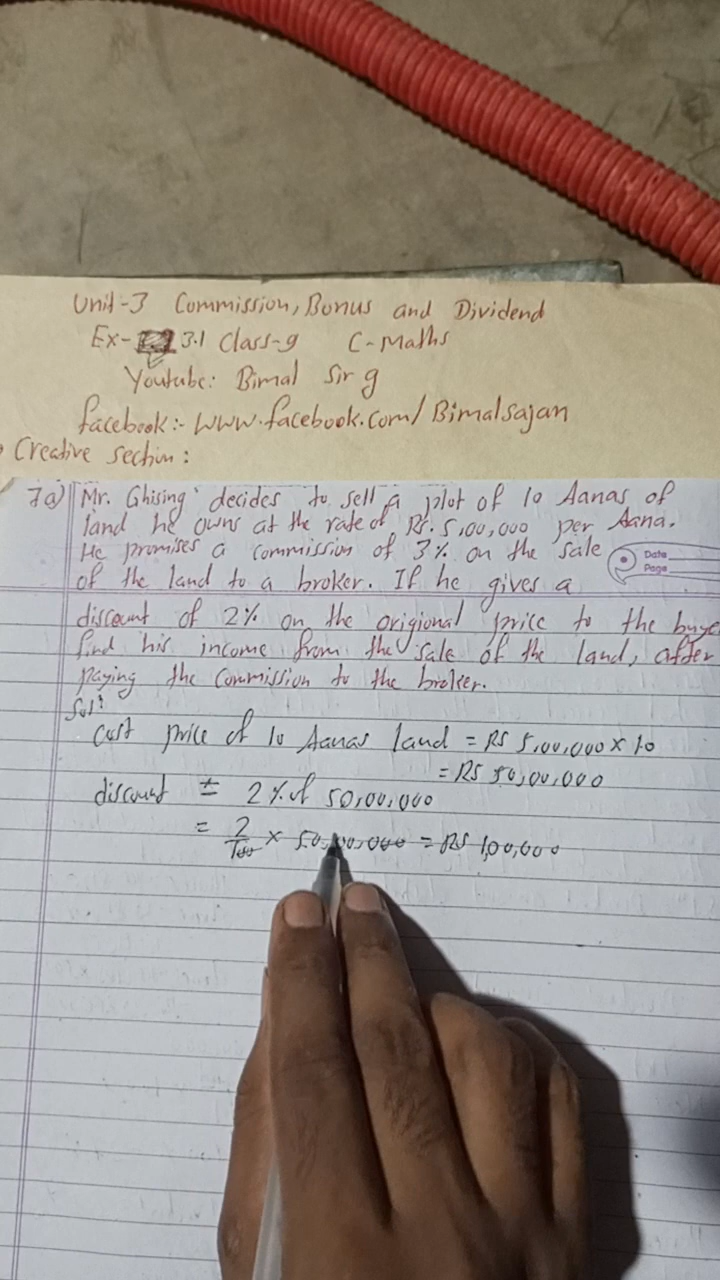 Unit-3 Commission, Bonus and Dividend
Ex- 3.1 Class-9 C-Maths
Youtube: Bimal Sir g
facebook:- www.facebook.com/Bimalsajan
Creative section:
7a) Mr. Ghising decides to sell a plot of 10 Aanas of
land he owns at the rate of Rs. 5,00,000 per Aana.
He promises a commission of 3% on the sale
Date
Page
of the land to a broker. If he gives a
discount of 2% on the origional price to the buye
find his income from the sale of the land, after
paying the commission to the broker.
Sol:
Cost price of 10 Aanas land = RS 5,00,000 x 10
= RS 50,00,000
discount = 2% of 50,00,000
= 2/100 x 50,00,000 = RS 1,00,000